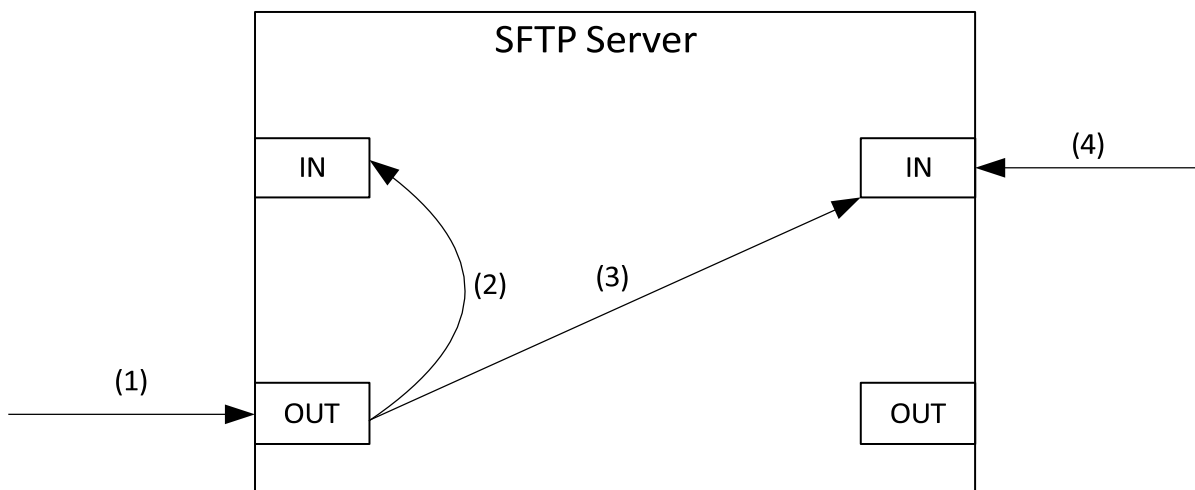 SFTP Server
IN
IN
(4)
(2)
(3)
(1)
OUT
OUT